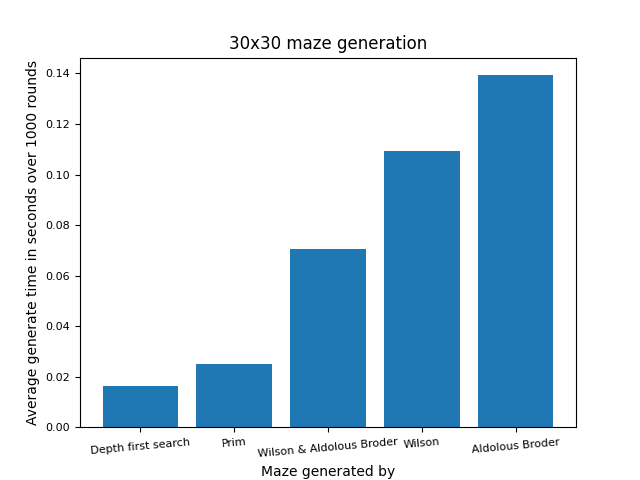 30x30 maze generation
Average generate time in seconds over 1000 rounds
0.14
0.12
0.10
0.08
0.06
0.04
0.02
0.00
Depth first search
Prim
Wilson & Aldolous Broder
Wilson
Aldolous Broder
Maze generated by